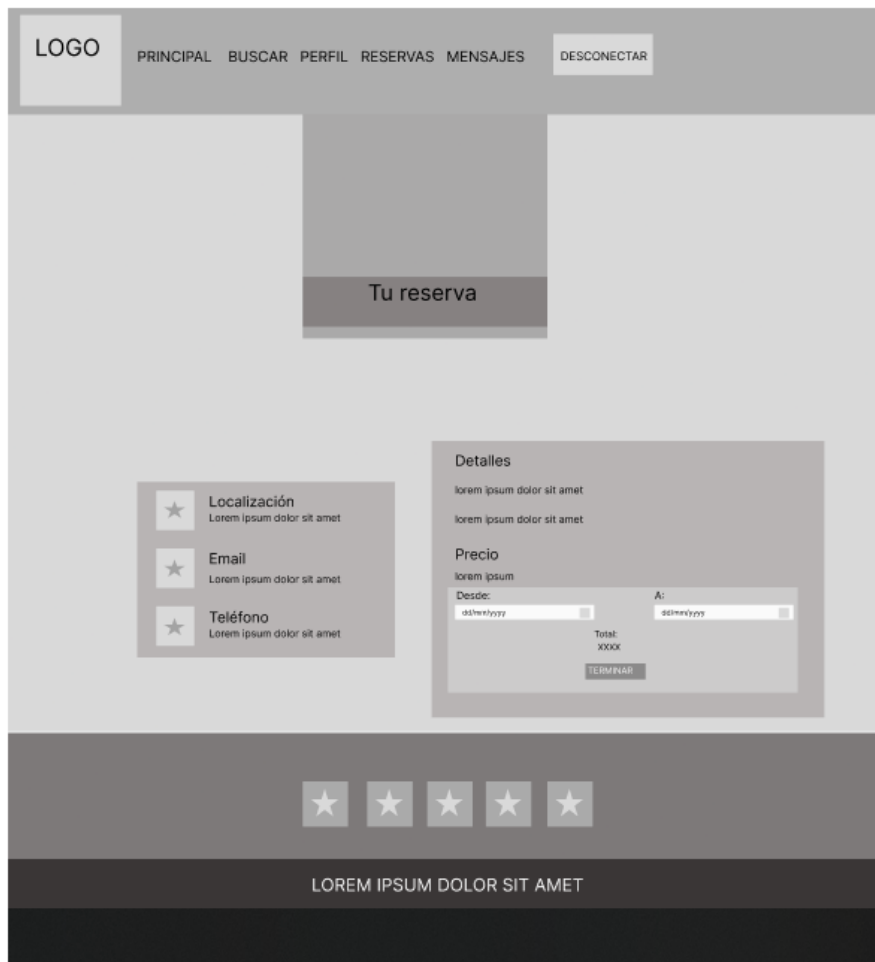 LOGO
PRINCIPAL BUSCAR PERFIL RESERVAS MENSAJES DESCONECTAR
Tu reserva
Localización
Lorem ipsum dolor sit amet
Email
Lorem ipsum dolor sit amet
Teléfono
Lorem ipsum dolor sit amet
Detalles
lorem ipsum dolor sit amet
lorem ipsum dolor sit amet
Precio
lorem ipsum
Desde: A:
dd/mm/yyyy dd/mm/yyyy
Total:
XXXX
TERMINAR
LOREM IPSUM DOLOR SIT AMET